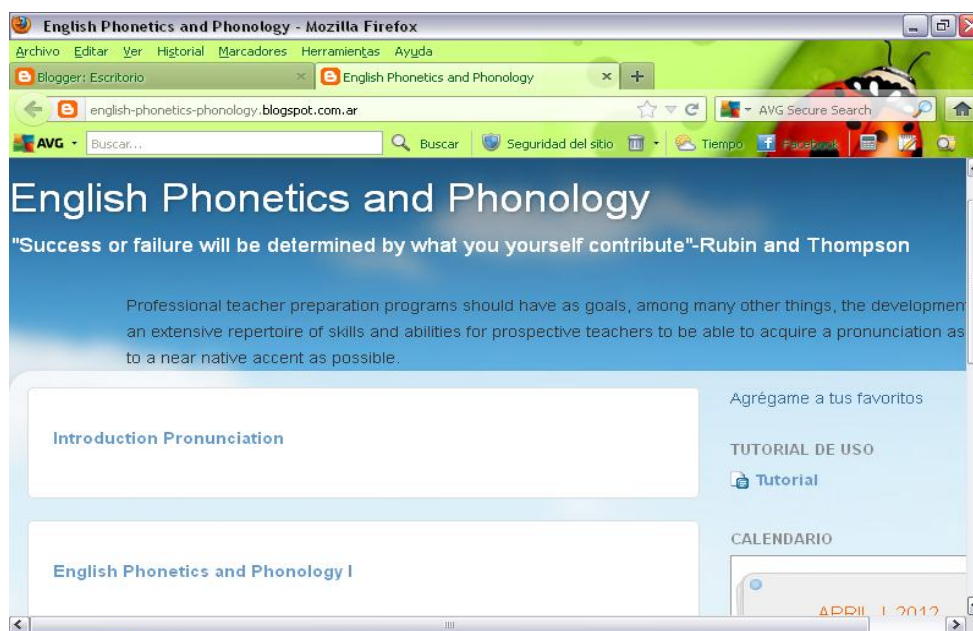 English Phonetics and Phonology - Mozilla Firefox
Archivo Editar Ver Historial Marcadores Herramientas Ayuda
Blogger: Escritorio × English Phonetics and Phonology × +
english-phonetics-phonology.blogspot.com.ar AVG Secure Search
AVG Buscar... Buscar Seguridad del sitio Tiempo Facebook
English Phonetics and Phonology
"Success or failure will be determined by what you yourself contribute"-Rubin and Thompson
Professional teacher preparation programs should have as goals, among many other things, the developmen
an extensive repertoire of skills and abilities for prospective teachers to be able to acquire a pronunciation as
to a near native accent as possible.
Agrégame a tus favoritos
Introduction Pronunciation
TUTORIAL DE USO
Tutorial
CALENDARIO
English Phonetics and Phonology I
APRIL | 2012